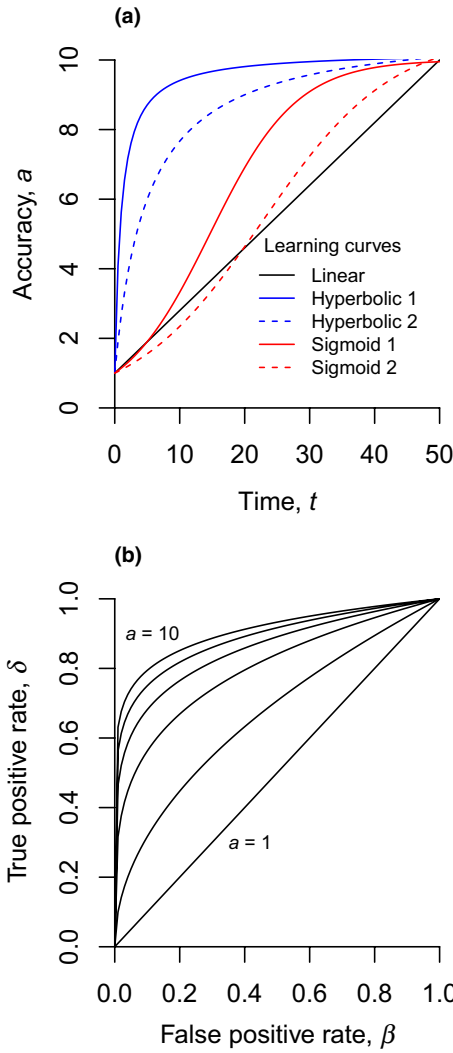 (a)
Accuracy, a
10
8
6
4
2
0
Learning curves
Linear
Hyperbolic 1
Hyperbolic 2
Sigmoid 1
Sigmoid 2
0 10 20 30 40 50
Time, t
(b)
True positive rate, δ
1.0
0.8
0.6
0.4
0.2
0.0
a = 10
a = 1
0.0 0.2 0.4 0.6 0.8 1.0
False positive rate, β